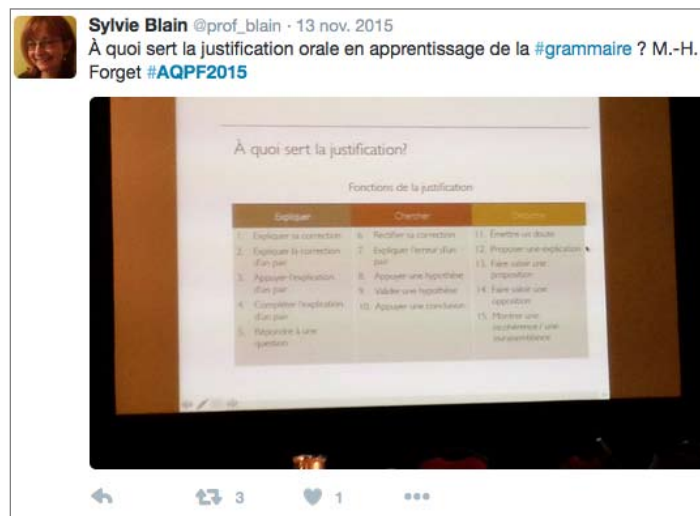 Sylvie Blain @prof_blain · 13 nov. 2015
À quoi sert la justification orale en apprentissage de la #grammaire ? M.-H.
Forget #AQPF2015
À quoi sert la justification?
Fonctions de la justification
Expliquer
Chercher
1. Expliquer sa correction
2. Expliquer la correction
d'un pair
3. Appuyer l'explication
d'un pair
4. Compléter l'explication
d'un pair
5. Répondre à une
question
6. Rectifier sa correction
7. Expliquer l'erreur d'un
pair
8. Appuyer une hypothèse
9. Valider une hypothèse
10. Appuyer une conclusion
11. Émettre un doute
12. Proposer une explication
13. Faire valoir une
proposition
14. Faire valoir une
opposition
15. Montrer une
incohérence / une
invraisemblance
3
1